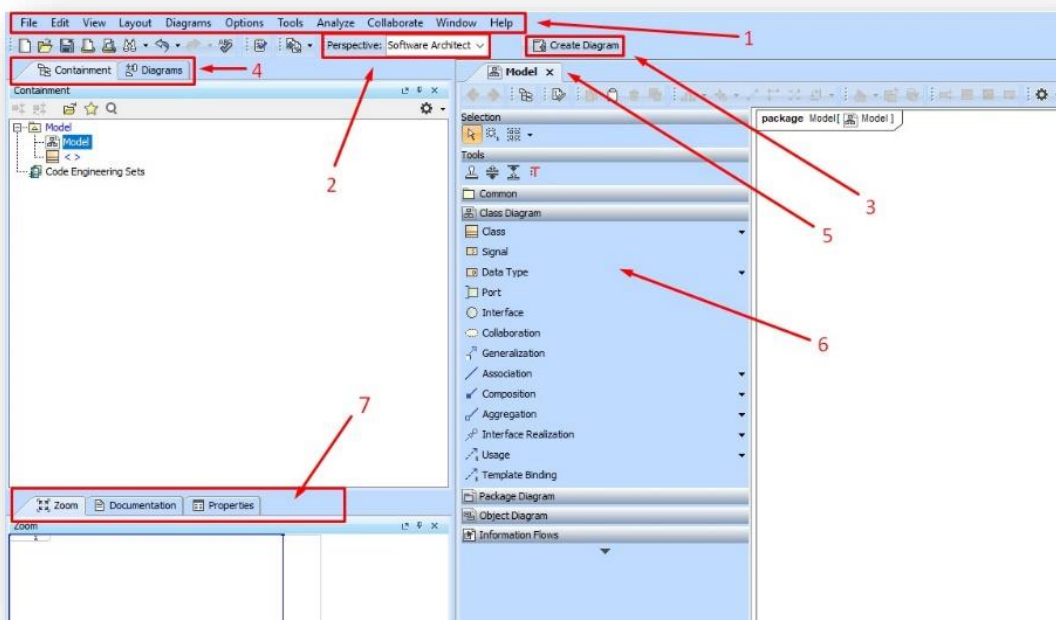 File Edit View Layout Diagrams Options Tools Analyze Collaborate Window Help
1
Perspective: Software Architect
Create Diagram
Containment Diagrams
4
Model
Containment
Selection
package Model[ Model ]
Model
Model
< >
Code Engineering Sets
2
Tools
3
5
Common
Class Diagram
Class
Signal
Data Type
Port
Interface
Collaboration
6
Generalization
Association
Composition
7
Aggregation
Interface Realization
Usage
Template Binding
Zoom Documentation Properties
Package Diagram
Object Diagram
Zoom
Information Flows
1